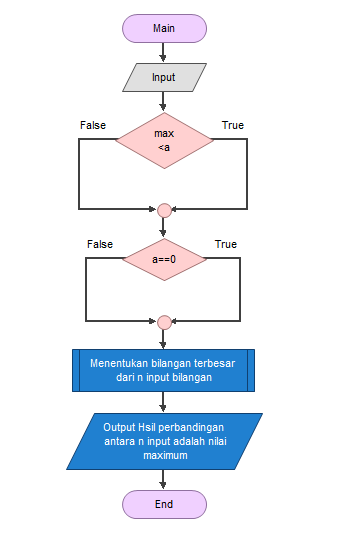 Main
Input
False
True
max
<a
False
True
a==0
Menentukan bilangan terbesar
dari n input bilangan
Output Hsil perbandingan
antara n input adalah nilai
maximum
End